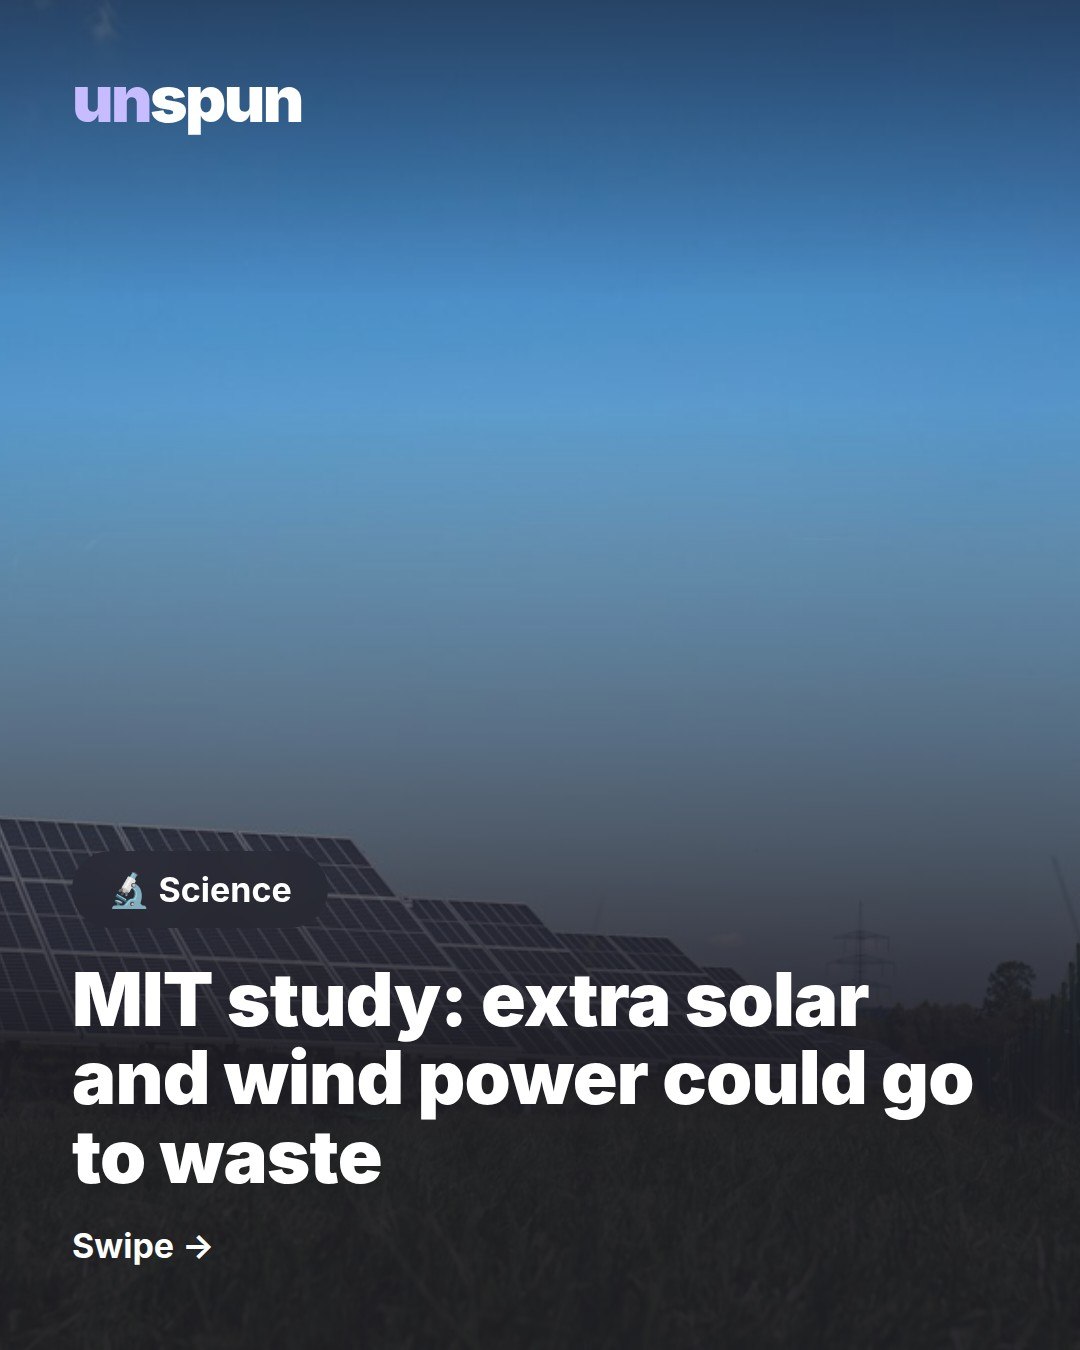 unspun
🔬 Science
MIT study: extra solar
and wind power could go
to waste
Swipe →